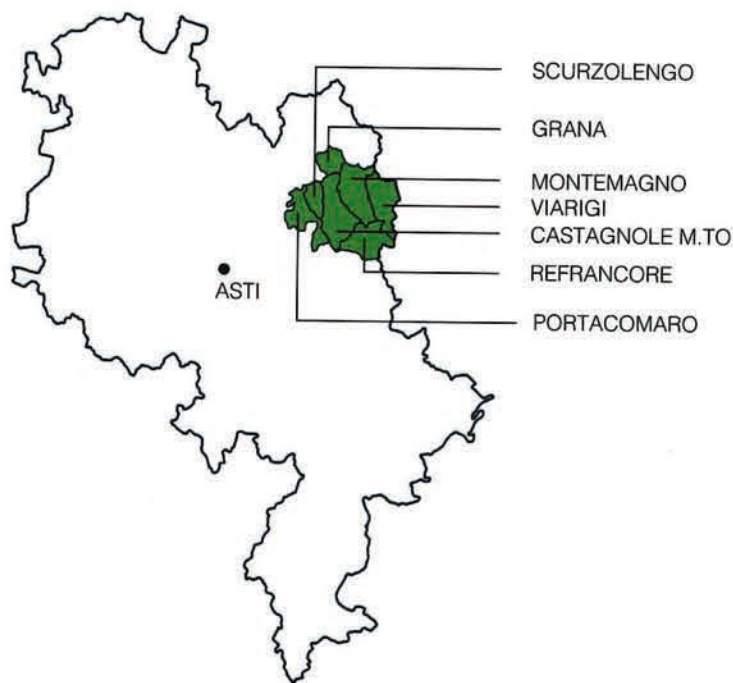 SCURZOLENGO
GRANA
MONTEMAGNO
VIARIGI
CASTAGNOLE M.TO
REFRANCORE
PORTACOMARO
ASTI